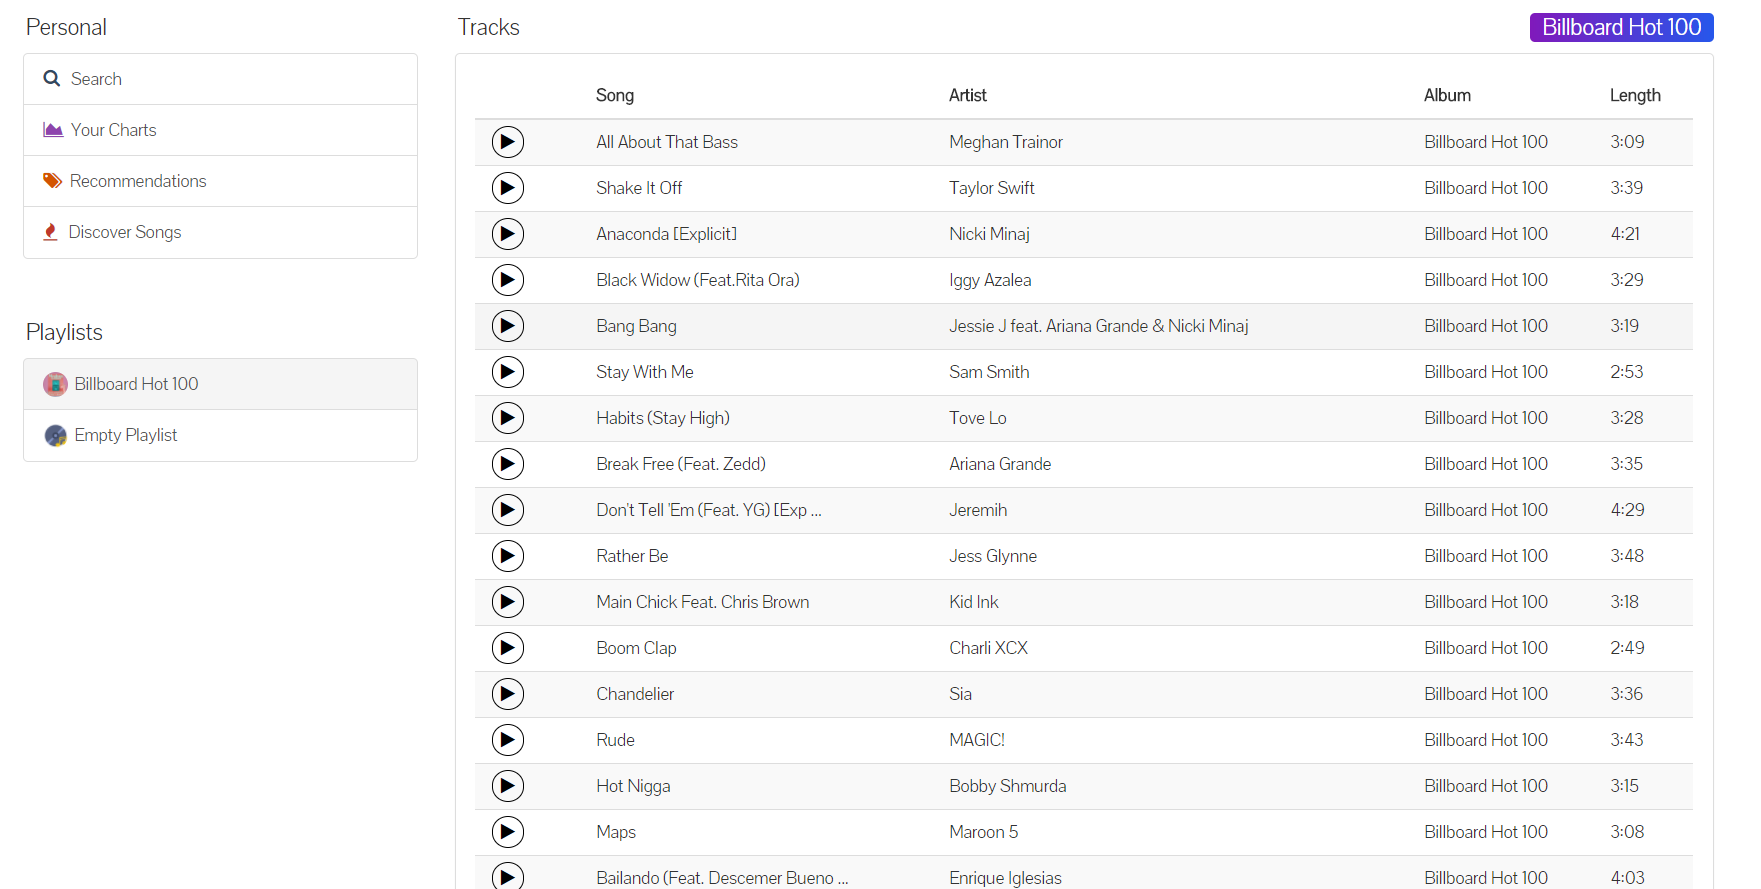 Personal
Search
Your Charts
Recommendations
Discover Songs
Playlists
Billboard Hot 100
Empty Playlist
Tracks
Billboard Hot 100
Song Artist Album Length
All About That Bass Meghan Trainor Billboard Hot 100 3:09
Shake It Off Taylor Swift Billboard Hot 100 3:39
Anaconda [Explicit] Nicki Minaj Billboard Hot 100 4:21
Black Widow (Feat.Rita Ora) Iggy Azalea Billboard Hot 100 3:29
Bang Bang Jessie J feat. Ariana Grande & Nicki Minaj Billboard Hot 100 3:19
Stay With Me Sam Smith Billboard Hot 100 2:53
Habits (Stay High) Tove Lo Billboard Hot 100 3:28
Break Free (Feat. Zedd) Ariana Grande Billboard Hot 100 3:35
Don't Tell 'Em (Feat. YG) [Exp ... Jeremih Billboard Hot 100 4:29
Rather Be Jess Glynne Billboard Hot 100 3:48
Main Chick Feat. Chris Brown Kid Ink Billboard Hot 100 3:18
Boom Clap Charli XCX Billboard Hot 100 2:49
Chandelier Sia Billboard Hot 100 3:36
Rude MAGIC! Billboard Hot 100 3:43
Hot Nigga Bobby Shmurda Billboard Hot 100 3:15
Maps Maroon 5 Billboard Hot 100 3:08
Bailando (Feat. Descemer Bueno ... Enrique Iglesias Billboard Hot 100 4:03